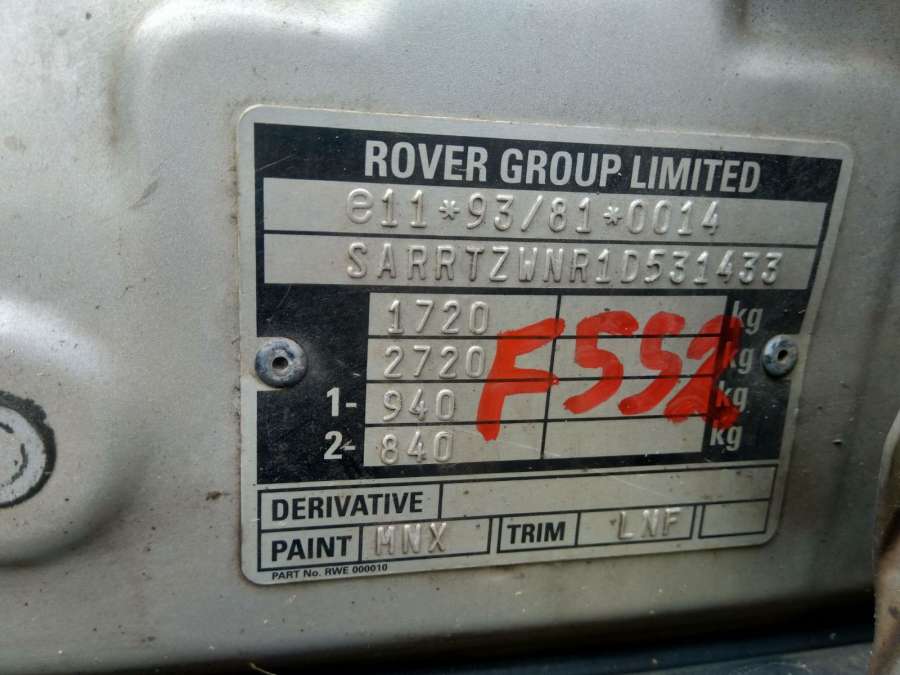 ROVER GROUP LIMITED
e11*93/81*0014
SARRTZWNR1D531433
1720 kg
2720 kg
1- 940 kg
2- 840 kg
F552
DERIVATIVE
PAINT MNX TRIM LNF
PART No. RWE 000010